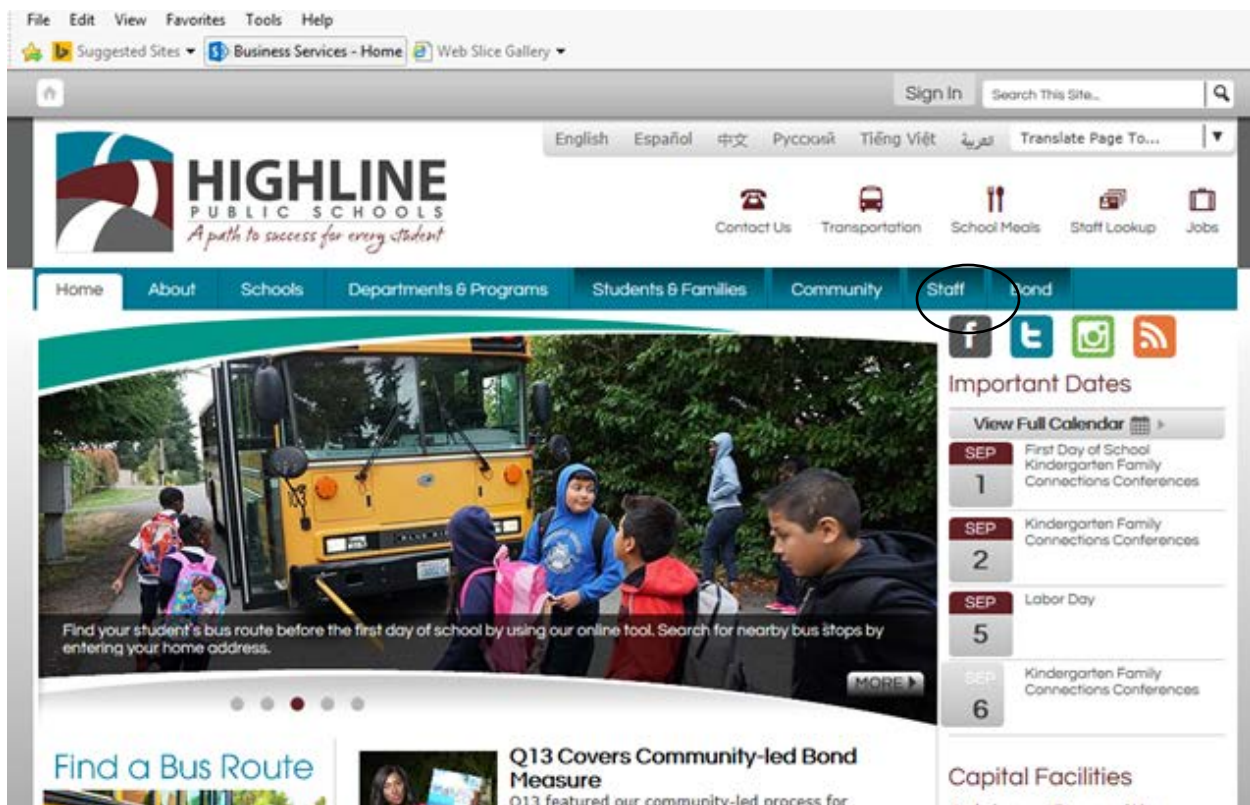 File Edit View Favorites Tools Help
Suggested Sites Business Services - Home Web Slice Gallery
Sign In Search This Site...
English Español 中文 Русский Tiếng Việt العربية Translate Page To...
HIGHLINE
PUBLIC SCHOOLS
A path to success for every student
Contact Us Transportation School Meals Staff Lookup Jobs
Home About Schools Departments & Programs Students & Families Community Staff Bond
Important Dates
View Full Calendar
SEP
1
First Day of School
Kindergarten Family
Connections Conferences
SEP
2
Kindergarten Family
Connections Conferences
SEP
5
Labor Day
SEP
6
Kindergarten Family
Connections Conferences
103
BLUE BIRD
Find your student's bus route before the first day of school by using our online tool. Search for nearby bus stops by
entering your home address.
MORE
Find a Bus Route
Q13 Covers Community-led Bond
Measure
Q13 featured our community-led process for
Capital Facilities